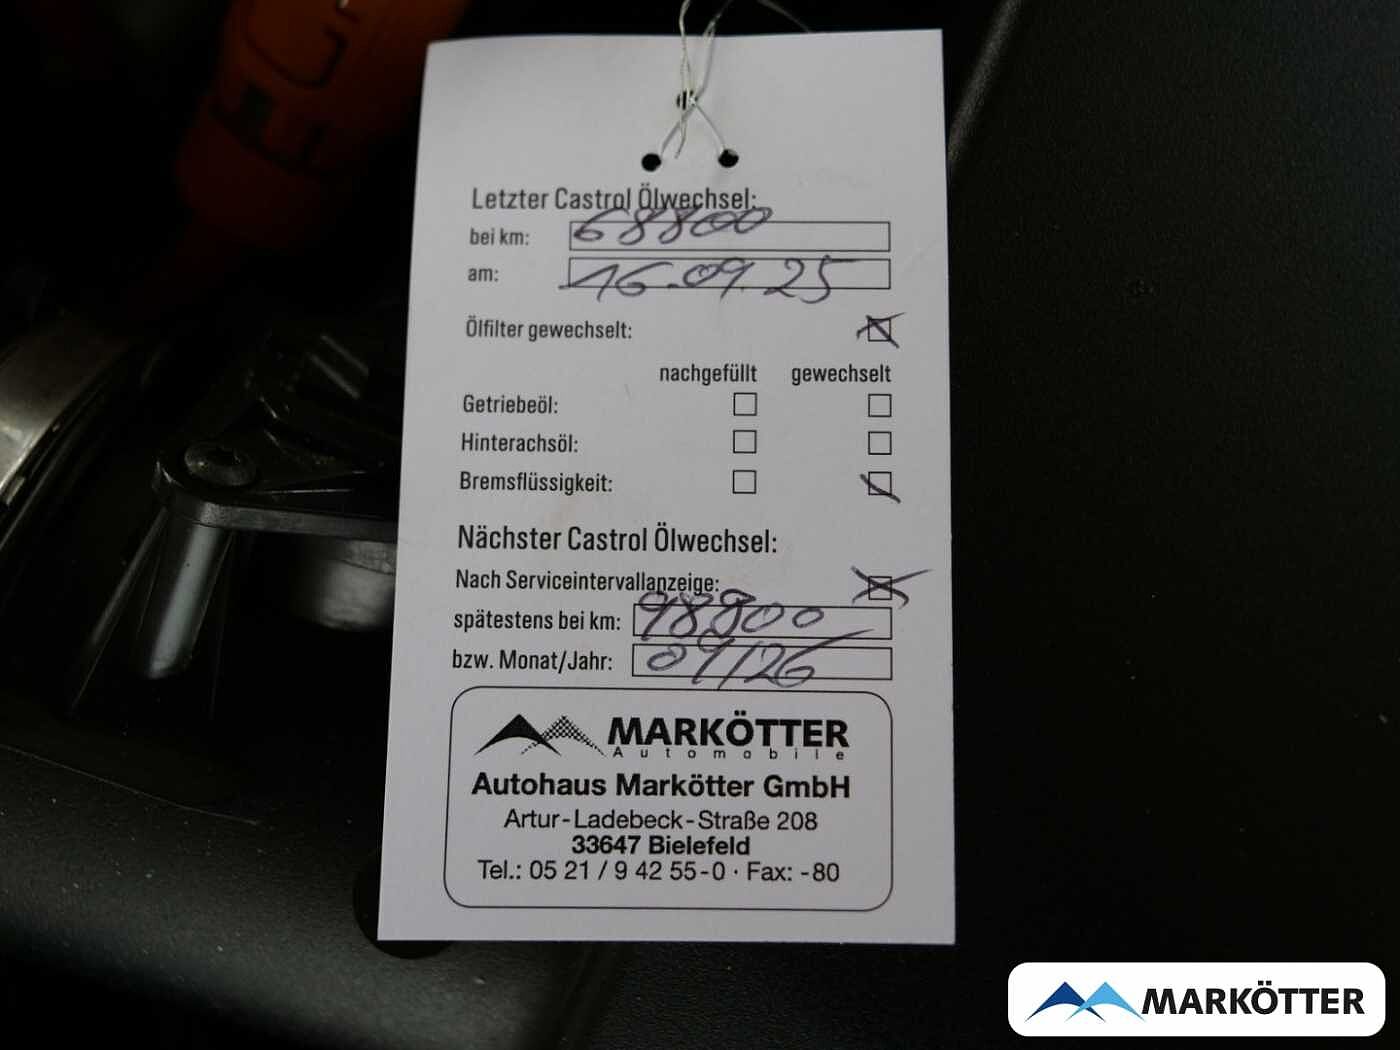 Letzter Castrol Ölwechsel:
bei km: 68800
am: 16.09.25
Ölfilter gewechselt:
nachgefüllt gewechselt
Getriebeöl:
Hinterachsöl:
Bremsflüssigkeit:
Nächster Castrol Ölwechsel:
Nach Serviceintervallanzeige:
spätestens bei km: 98800
bzw. Monat/Jahr: 09/26
MARKÖTTER
Automobile
Autohaus Markötter GmbH
Artur-Ladebeck-Straße 208
33647 Bielefeld
Tel.: 05 21 / 9 42 55-0 · Fax: -80
MARKÖTTER